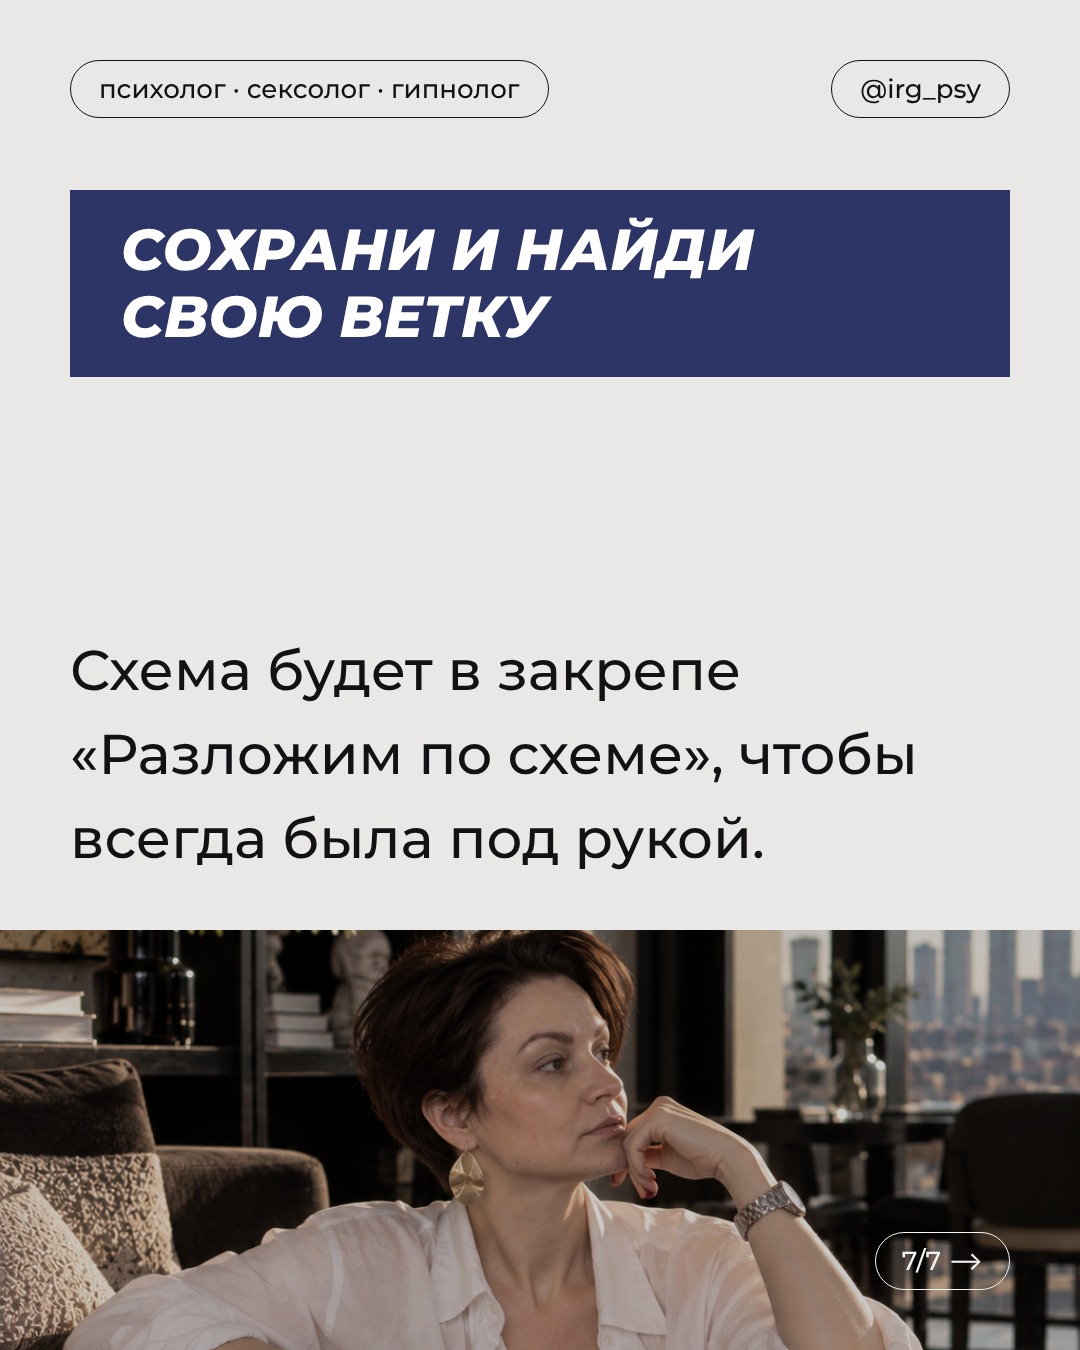 психолог · сексолог · гипнолог
@irg_psy
СОХРАНИ И НАЙДИ
СВОЮ ВЕТКУ
Схема будет в закрепе
«Разложим по схеме», чтобы
всегда была под рукой.
7/7 →